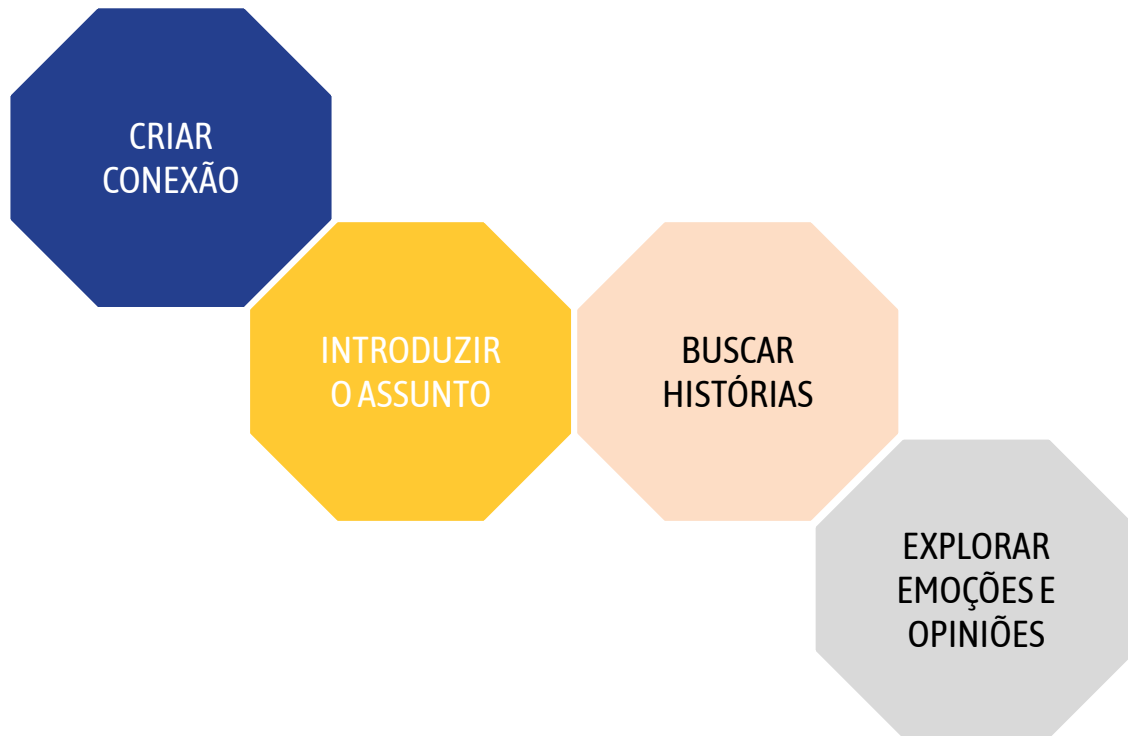 CRIAR
CONEXÃO
INTRODUZIR
O ASSUNTO
BUSCAR
HISTÓRIAS
EXPLORAR
EMOÇÕES E
OPINIÕES